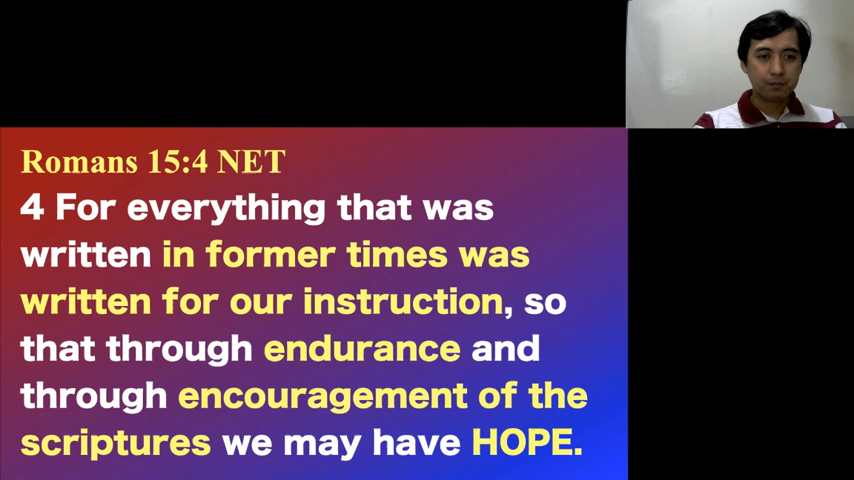 Romans 15:4 NET
4 For everything that was
written in former times was
written for our instruction, so
that through endurance and
through encouragement of the
scriptures we may have HOPE.